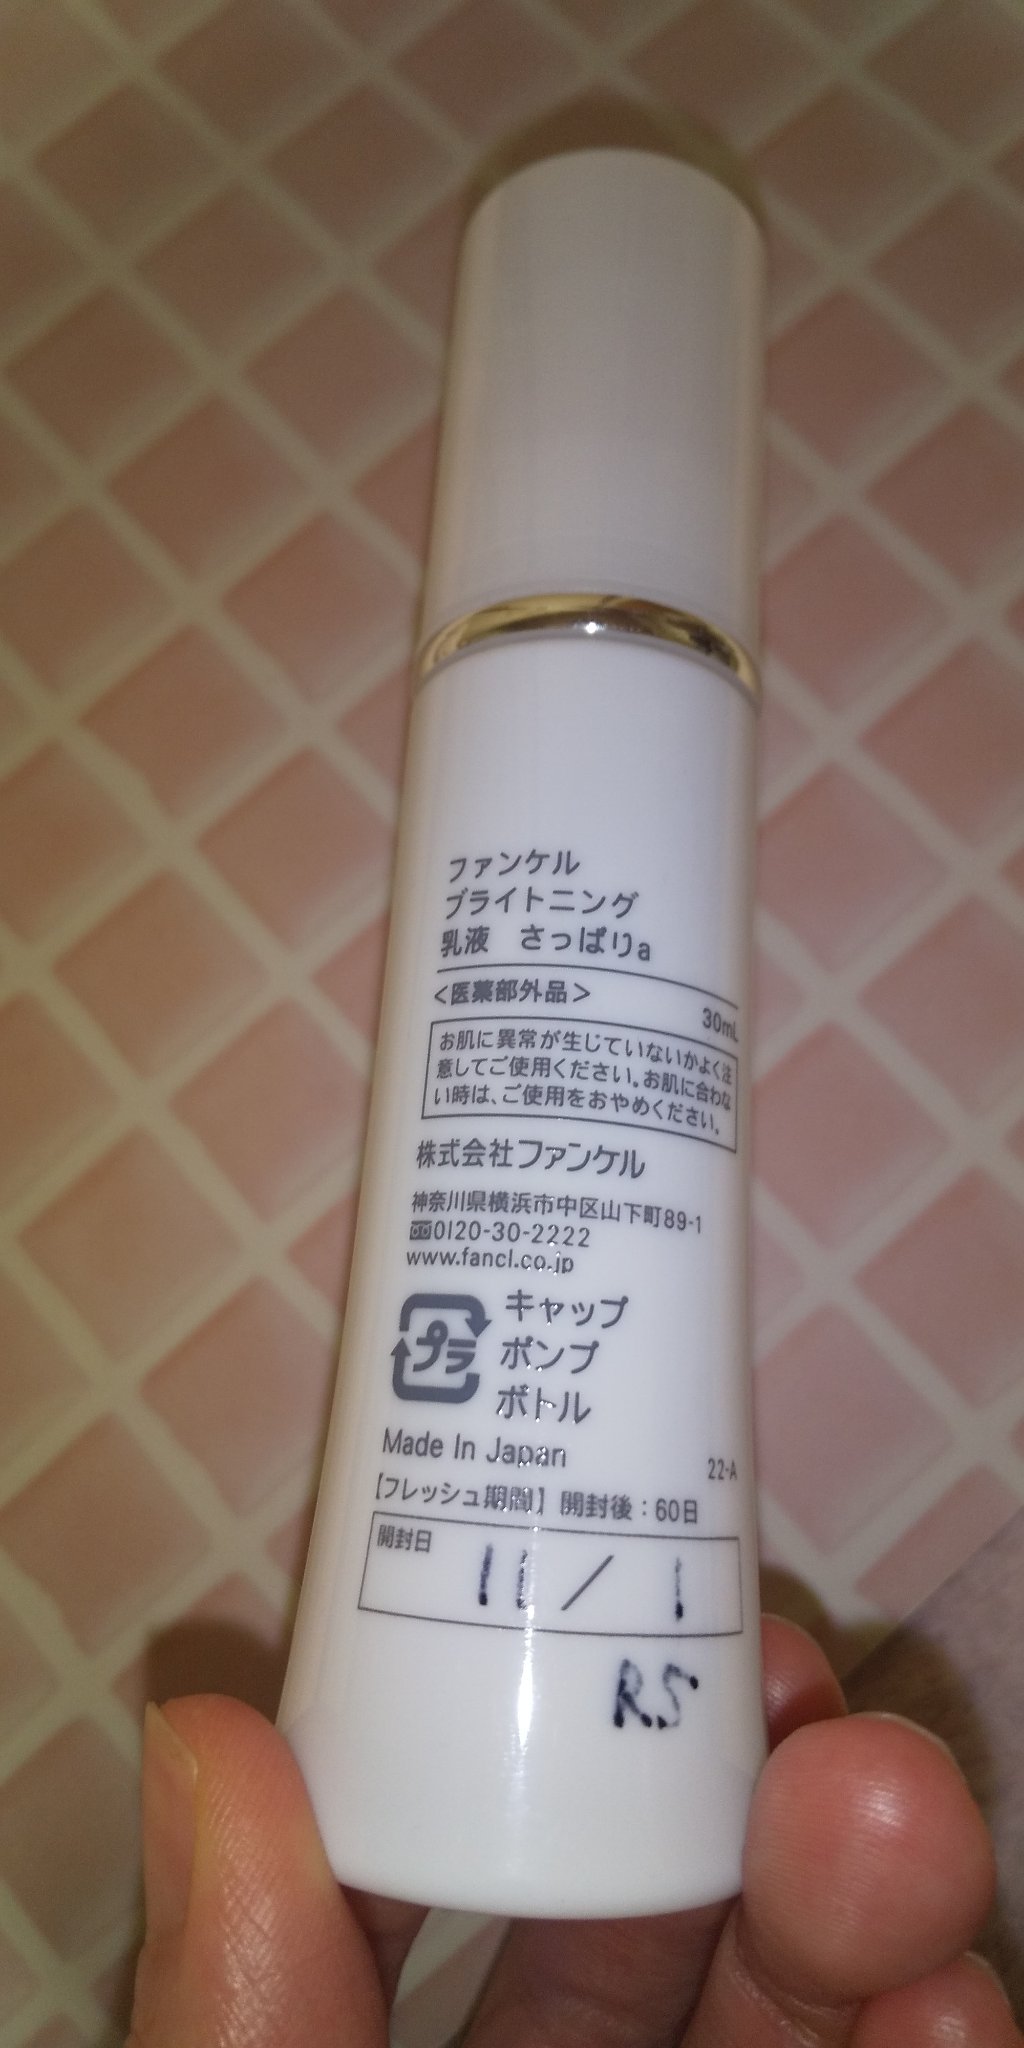 ファンケル
ブライトニング
乳液　さっぱりa
<医薬部外品>
30mL
お肌に異常が生じていないかよく注
意してご使用ください。お肌に合わな
い時は、ご使用をおやめください。
株式会社ファンケル
神奈川県横浜市中区山下町89-1
0120-30-2222
www.fancl.co.jp
プラ
キャップ
ポンプ
ボトル
Made In Japan
22-A
【フレッシュ期間】 開封後：60日
開封日
11/1
R.5